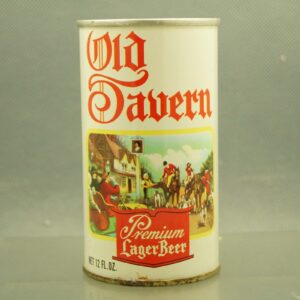 Old
Tavern
Premium
Lager Beer
NET 12 FL. OZ.